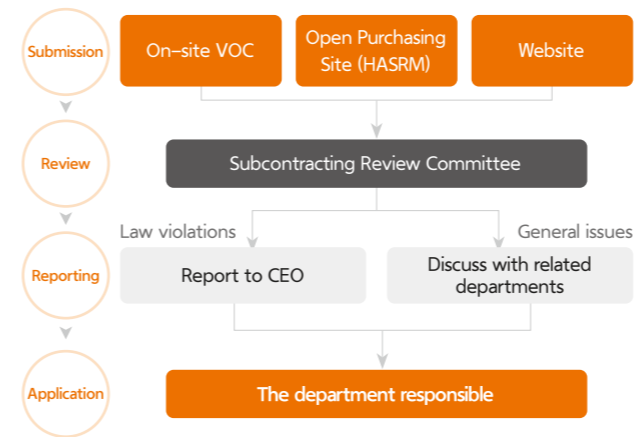 Submission
On–site VOC
Open Purchasing
Site (HASRM)
Website
Review
Subcontracting Review Committee
Law violations
General issues
Reporting
Report to CEO
Discuss with related
departments
Application
The department responsible